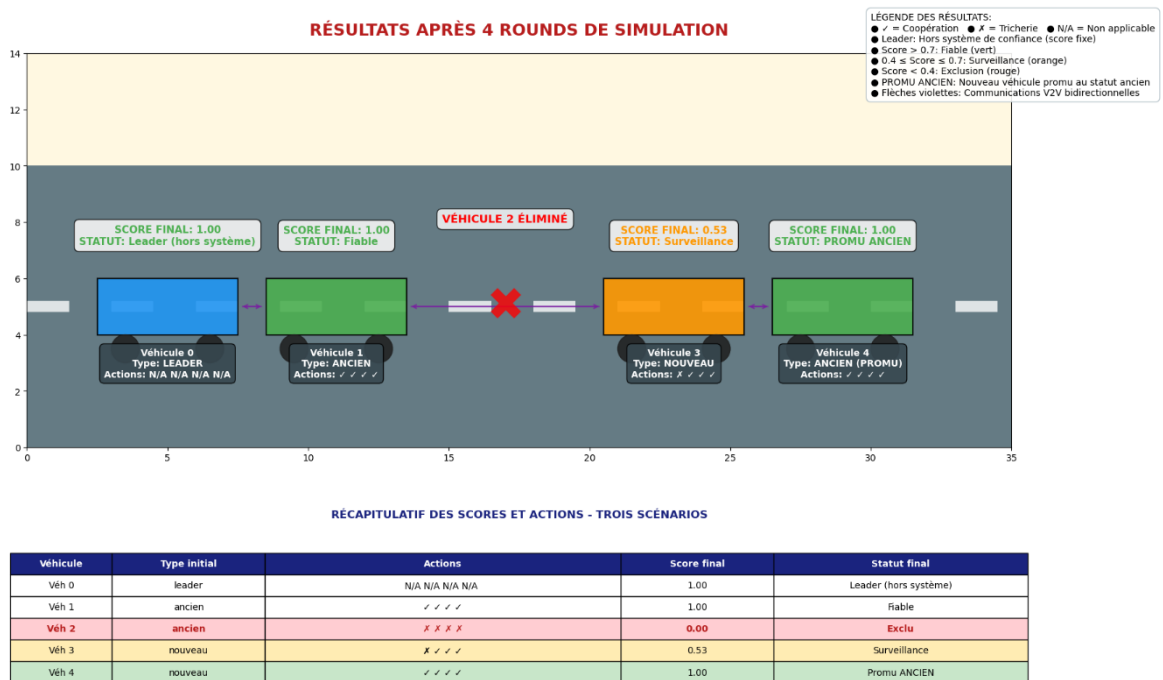 RÉSULTATS APRÈS 4 ROUNDS DE SIMULATION
LÉGENDE DES RÉSULTATS:
● ✓ = Coopération ● ✗ = Tricherie ● N/A = Non applicable
● Leader: Hors système de confiance (score fixe)
● Score > 0.7: Fiable (vert)
● 0.4 ≤ Score ≤ 0.7: Surveillance (orange)
● Score < 0.4: Exclusion (rouge)
● PROMU ANCIEN: Nouveau véhicule promu au statut ancien
● Flèches violettes: Communications V2V bidirectionnelles
14
12
10
8
6
4
2
0
VÉHICULE 2 ÉLIMINÉ
SCORE FINAL: 1.00
STATUT: Leader (hors système)
SCORE FINAL: 1.00
STATUT: Fiable
SCORE FINAL: 0.53
STATUT: Surveillance
SCORE FINAL: 1.00
STATUT: PROMU ANCIEN
Véhicule 0
Type: LEADER
Actions: N/A N/A N/A N/A
Véhicule 1
Type: ANCIEN
Actions: ✓ ✓ ✓ ✓
Véhicule 3
Type: NOUVEAU
Actions: ✗ ✓ ✓ ✓
Véhicule 4
Type: ANCIEN (PROMU)
Actions: ✓ ✓ ✓ ✓
0 5 10 15 20 25 30 35
RÉCAPITULATIF DES SCORES ET ACTIONS - TROIS SCÉNARIOS
Véhicule Type initial Actions Score final Statut final
Véh 0 leader N/A N/A N/A N/A 1.00 Leader (hors système)
Véh 1 ancien ✓ ✓ ✓ ✓ 1.00 Fiable
Véh 2 ancien ✗ ✗ ✗ ✗ 0.00 Exclu
Véh 3 nouveau ✗ ✓ ✓ ✓ 0.53 Surveillance
Véh 4 nouveau ✓ ✓ ✓ ✓ 1.00 Promu ANCIEN